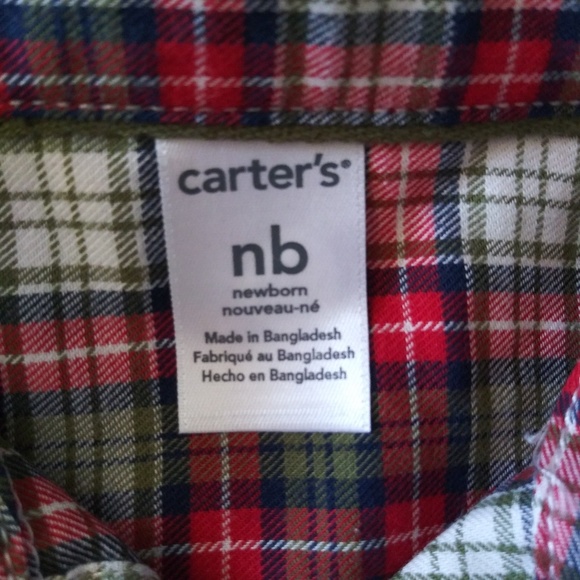 carter's®
nb
newborn
nouveau-né
Made in Bangladesh
Fabriqué au Bangladesh
Hecho en Bangladesh